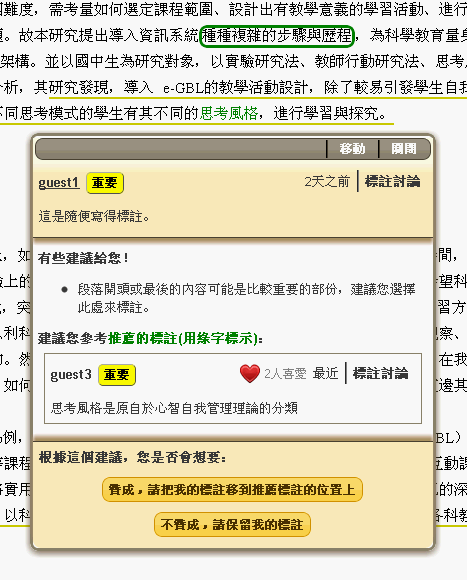 困難度，需考量如何選定課程範圍、設計出有教學意義的學習活動、進行
。故本研究提出導入資訊系統種種複雜的步驟與歷程，為科學教育量身
架構。並以國中生為研究對象，以實驗研究法、教師行動研究法、思考
析，其研究發現，導入 e-GBL的教學活動設計，除了較易引發學生自我
不同思考模式的學生有其不同的思考風格，進行學習與探究。
移動 關閉
guest1 重要 2天之前 標註討論
這是隨便寫得標註。
有些建議給您！
• 段落開頭或最後的內容可能是比較重要的部份，建議您選擇
此處來標註。
建議您參考推薦的標註(用綠字標示)：
guest3 重要 2人喜愛 最近 標註討論
思考風格是原自於心智自我管理理論的分類
根據這個建議，您是否會想要：
贊成，請把我的標註移到推薦標註的位置上
不贊成，請保留我的標註